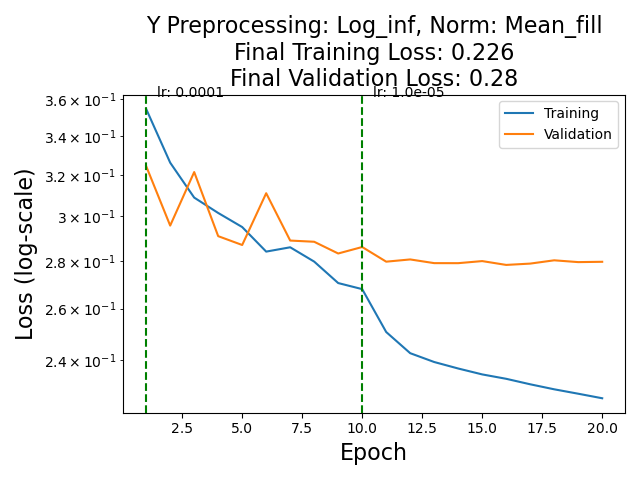 Y Preprocessing: Log_inf, Norm: Mean_fill
Final Training Loss: 0.226
Final Validation Loss: 0.28
lr: 0.0001
lr: 1.0e-05
Training
Validation
3.6 × 10⁻¹
3.4 × 10⁻¹
3.2 × 10⁻¹
3 × 10⁻¹
2.8 × 10⁻¹
2.6 × 10⁻¹
2.4 × 10⁻¹
Loss (log-scale)
2.5 5.0 7.5 10.0 12.5 15.0 17.5 20.0
Epoch